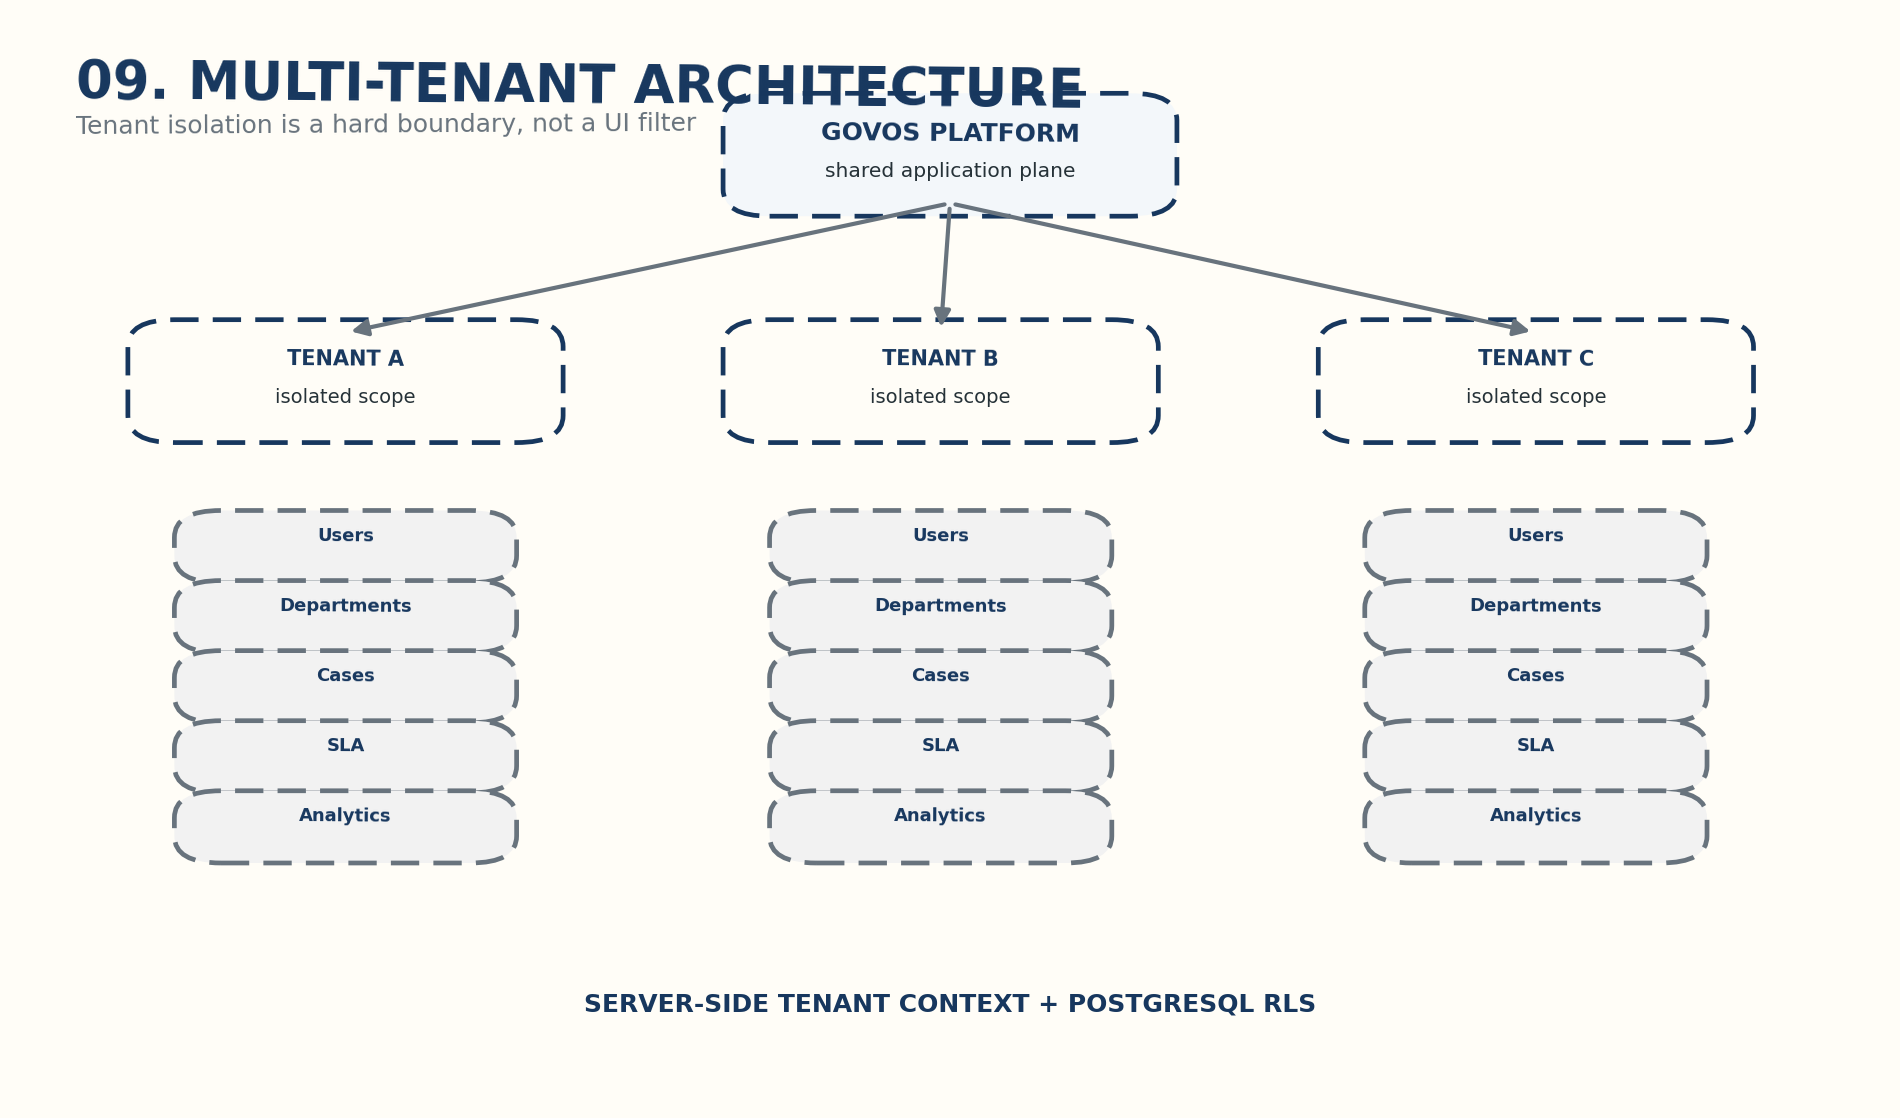 09. MULTI-TENANT ARCHITECTURE
Tenant isolation is a hard boundary, not a UI filter
GOVOS PLATFORM
shared application plane
TENANT A
isolated scope
TENANT B
isolated scope
TENANT C
isolated scope
Users
Departments
Cases
SLA
Analytics
Users
Departments
Cases
SLA
Analytics
Users
Departments
Cases
SLA
Analytics
SERVER-SIDE TENANT CONTEXT + POSTGRESQL RLS